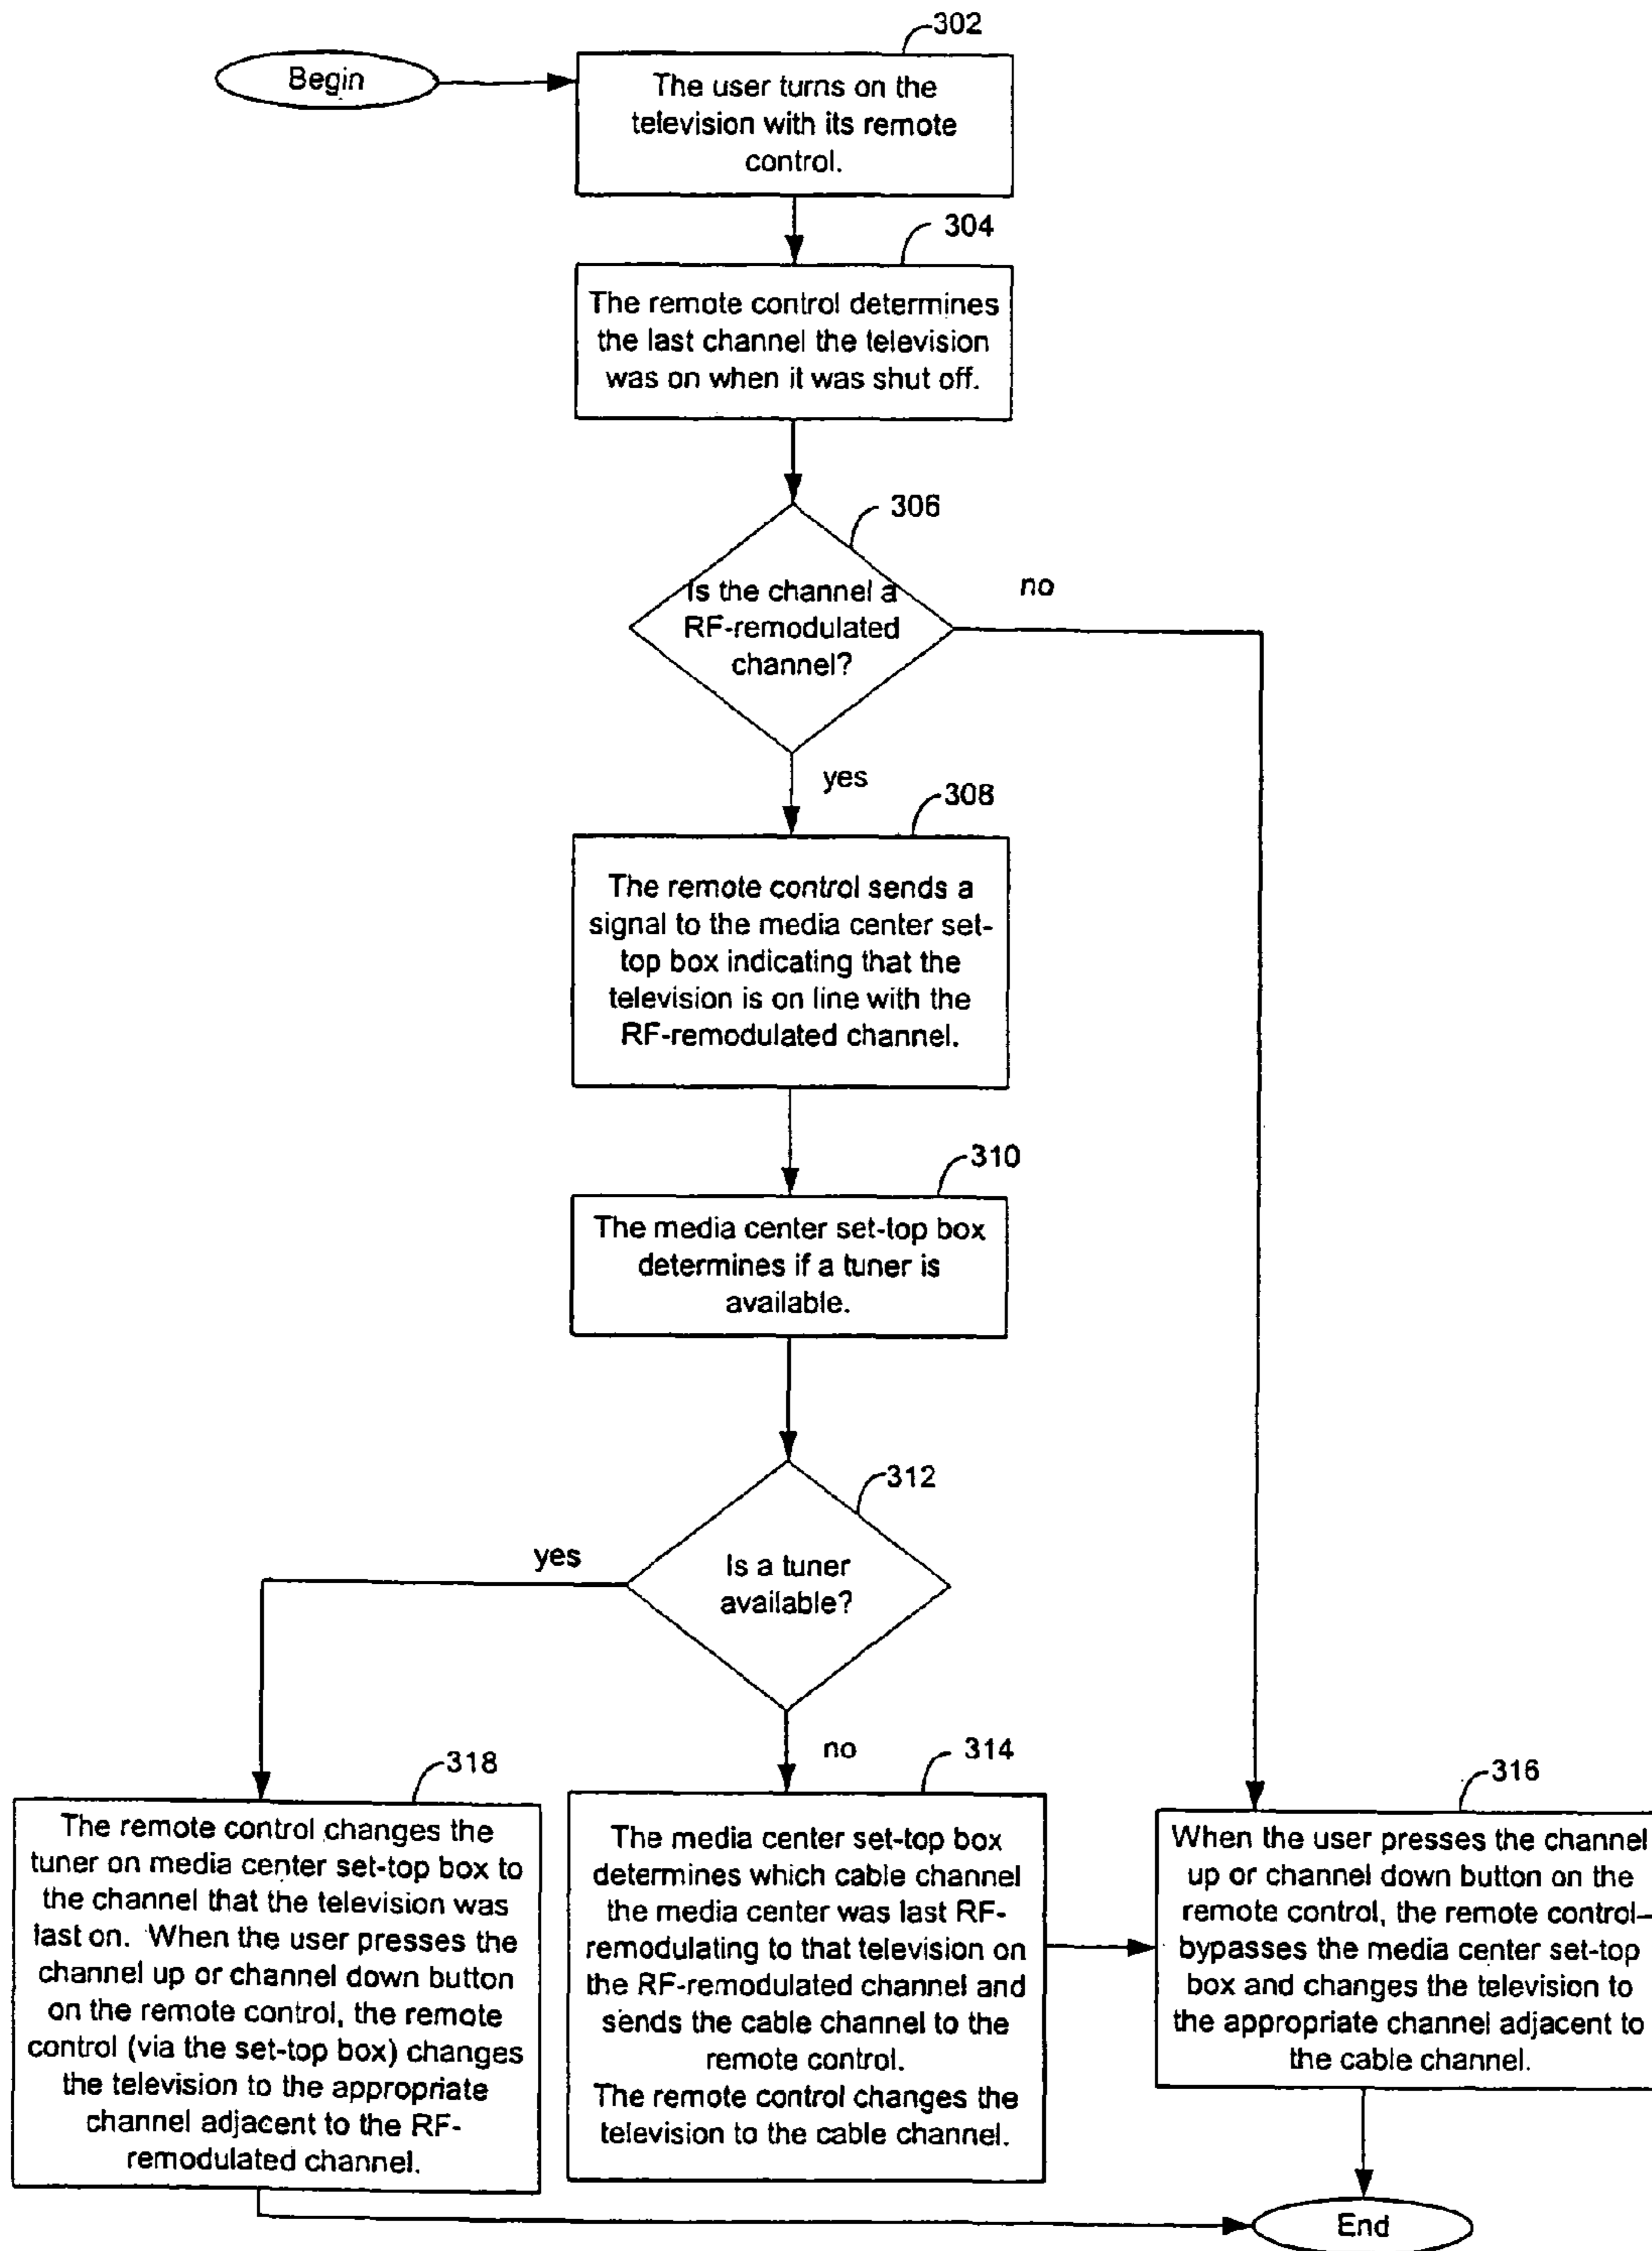 302
Begin
The user turns on the
television with its remote
control.
304
The remote control determines
the last channel the television
was on when it was shut off.
306
Is the channel a
RF-remodulated
channel?
no
yes
308
The remote control sends a
signal to the media center set-
top box indicating that the
television is on line with the
RF-remodulated channel.
310
The media center set-top box
determines if a tuner is
available.
312
Is a tuner
available?
yes
no
318
The remote control changes the
tuner on media center set-top box to
the channel that the television was
last on. When the user presses the
channel up or channel down button
on the remote control, the remote
control (via the set-top box) changes
the television to the appropriate
channel adjacent to the RF-
remodulated channel.
314
The media center set-top box
determines which cable channel
the media center was last RF-
remodulating to that television on
the RF-remodulated channel and
sends the cable channel to the
remote control.
The remote control changes the
television to the cable channel.
316
When the user presses the channel
up or channel down button on the
remote control, the remote control
bypasses the media center set-top
box and changes the television to
the appropriate channel adjacent to
the cable channel.
End